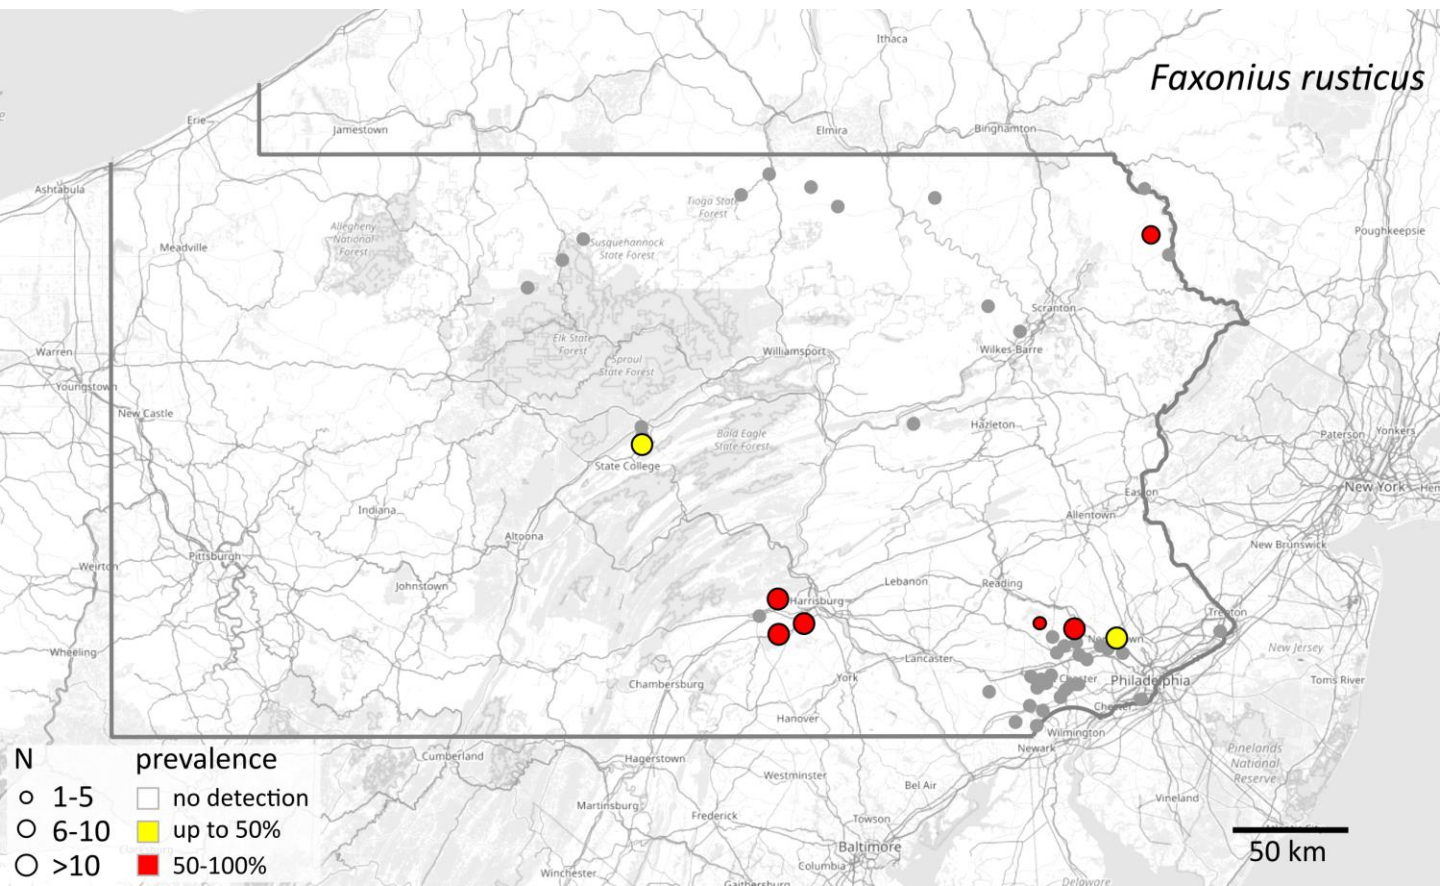 Ithaca
Faxonius rusticus
Erie
Jamestown
Elmira
Binghamton
Ashtabula
Tioga State
Forest
Allegheny
National
Forest
Poughkeepsie
Meadville
Susquehannock
State Forest
Scranton
Elk State
Forest
Sproul
State Forest
Warren
Williamsport
Wilkes-Barre
Youngstown
New Castle
Bald Eagle
State Forest
Hazleton
Paterson
Yonkers
State College
New York
Hem
Easton
Indiana
Allentown
Altoona
New Brunswick
Pittsburgh
Weirton
Johnstown
Lebanon
Reading
Harrisburg
Trenton
Wheeling
Lancaster
New Jersey
Chambersburg
York
Chester
Philadelphia
Toms River
Hanover
Chester
Wilmington
Newark
N
prevalence
Cumberland
Hagerstown
Pinelands
National
Reserve
1-5
no detection
Westminster
Bel Air
Martinsburg
Vineland
6-10
up to 50%
Frederick
Towson
Baltimore
50 km
>10
50-100%
Winchester
Columbia
Gaithersburg
Delaware